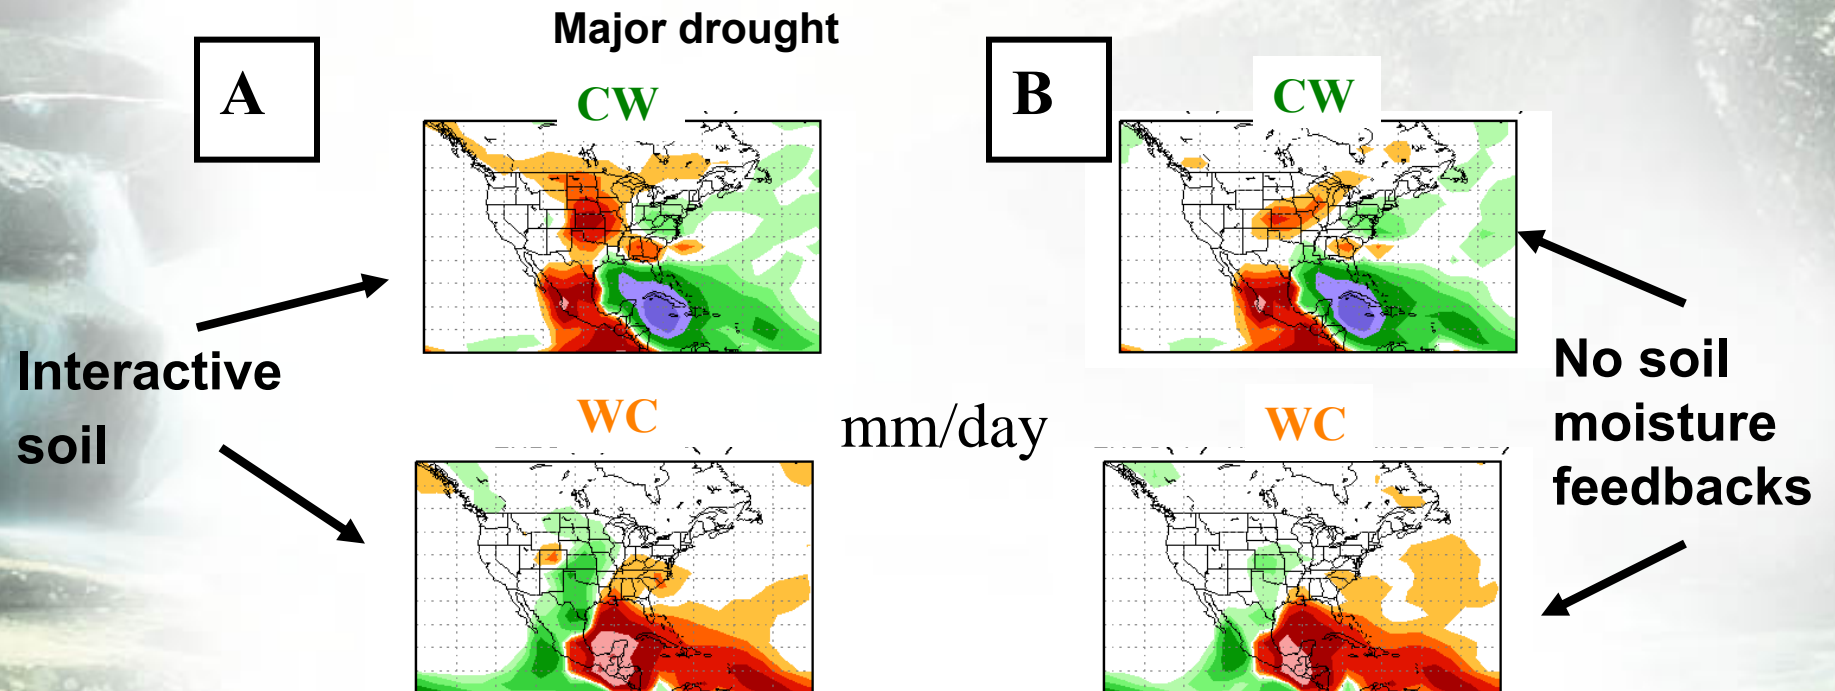 Major drought
A
CW
B
CW
Interactive
soil
No soil
moisture
feedbacks
WC
mm/day
WC